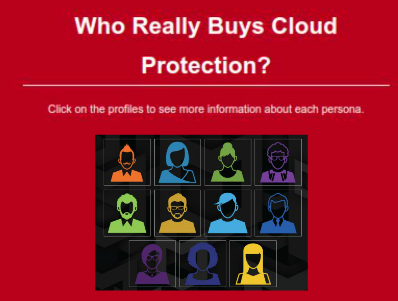 Who Really Buys Cloud
Protection?
Click on the profiles to see more information about each persona.